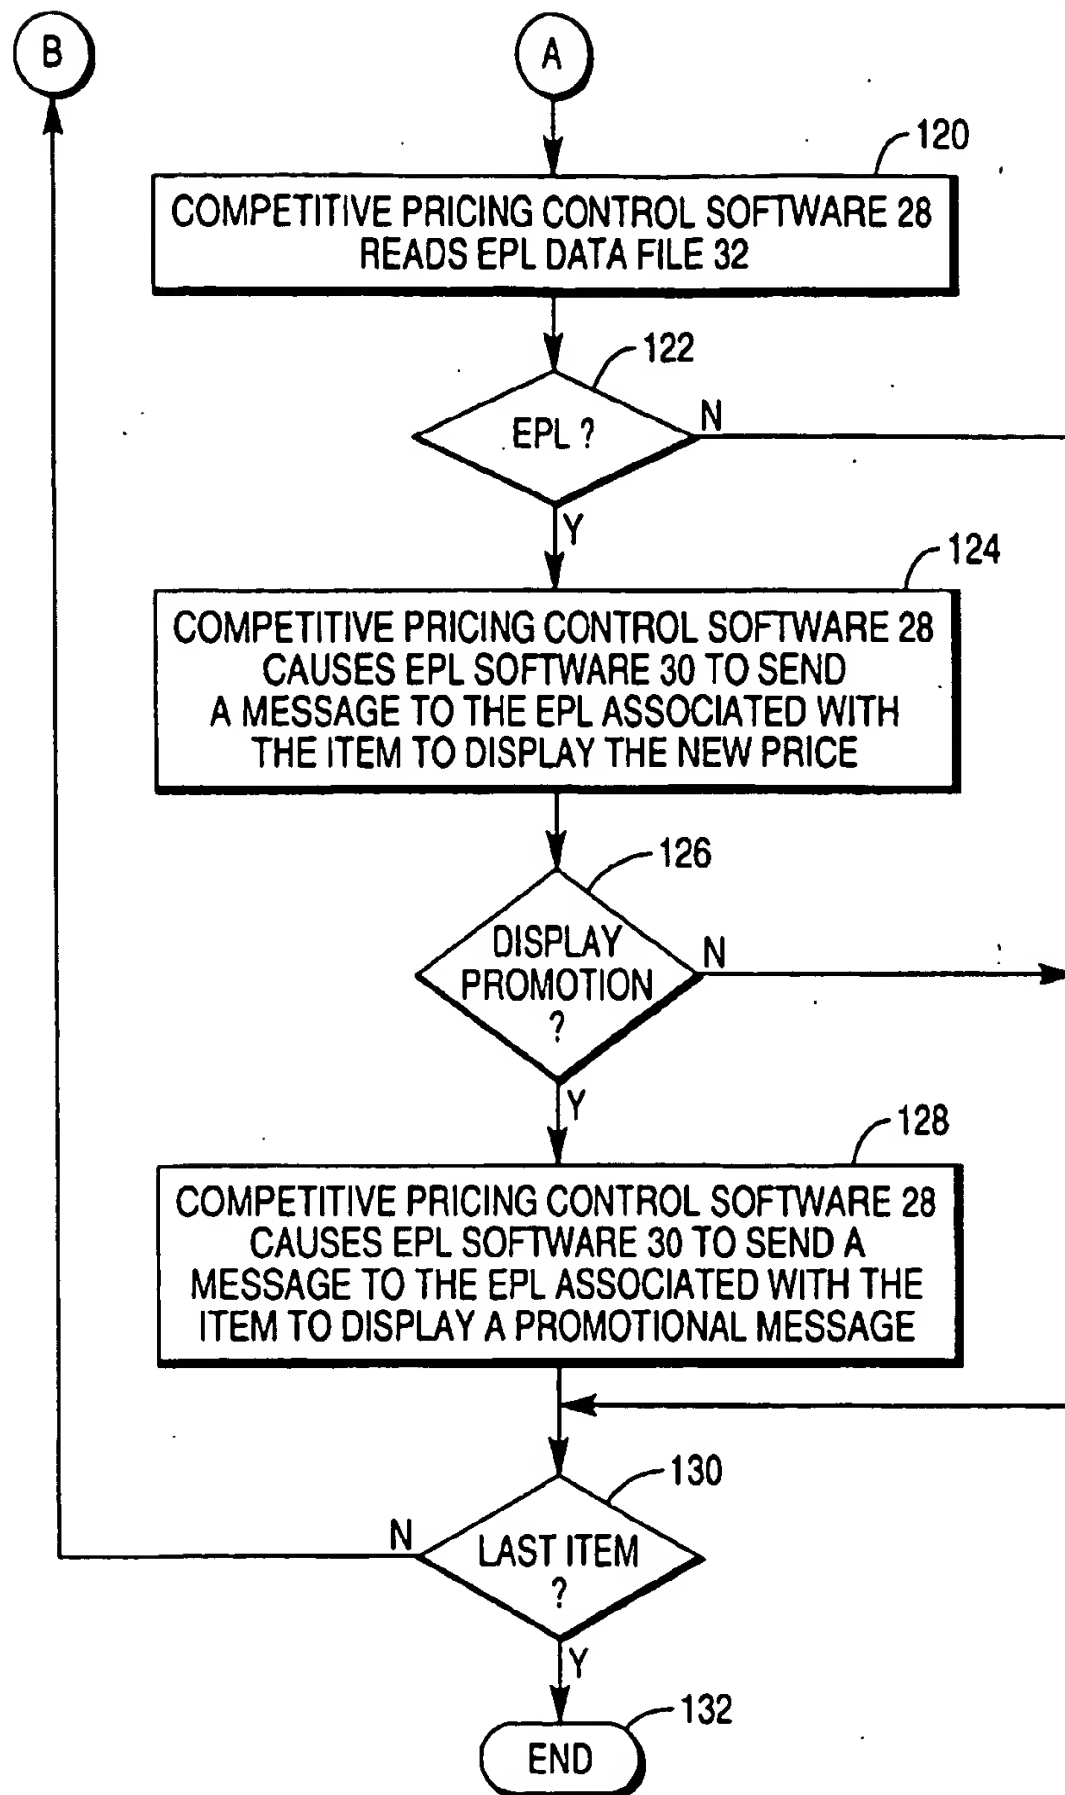 B
A
120
COMPETITIVE PRICING CONTROL SOFTWARE 28
READS EPL DATA FILE 32
122
EPL ?
N
Y
124
COMPETITIVE PRICING CONTROL SOFTWARE 28
CAUSES EPL SOFTWARE 30 TO SEND
A MESSAGE TO THE EPL ASSOCIATED WITH
THE ITEM TO DISPLAY THE NEW PRICE
126
DISPLAY
PROMOTION
?
N
Y
128
COMPETITIVE PRICING CONTROL SOFTWARE 28
CAUSES EPL SOFTWARE 30 TO SEND A
MESSAGE TO THE EPL ASSOCIATED WITH THE
ITEM TO DISPLAY A PROMOTIONAL MESSAGE
130
N
LAST ITEM
?
Y
132
END